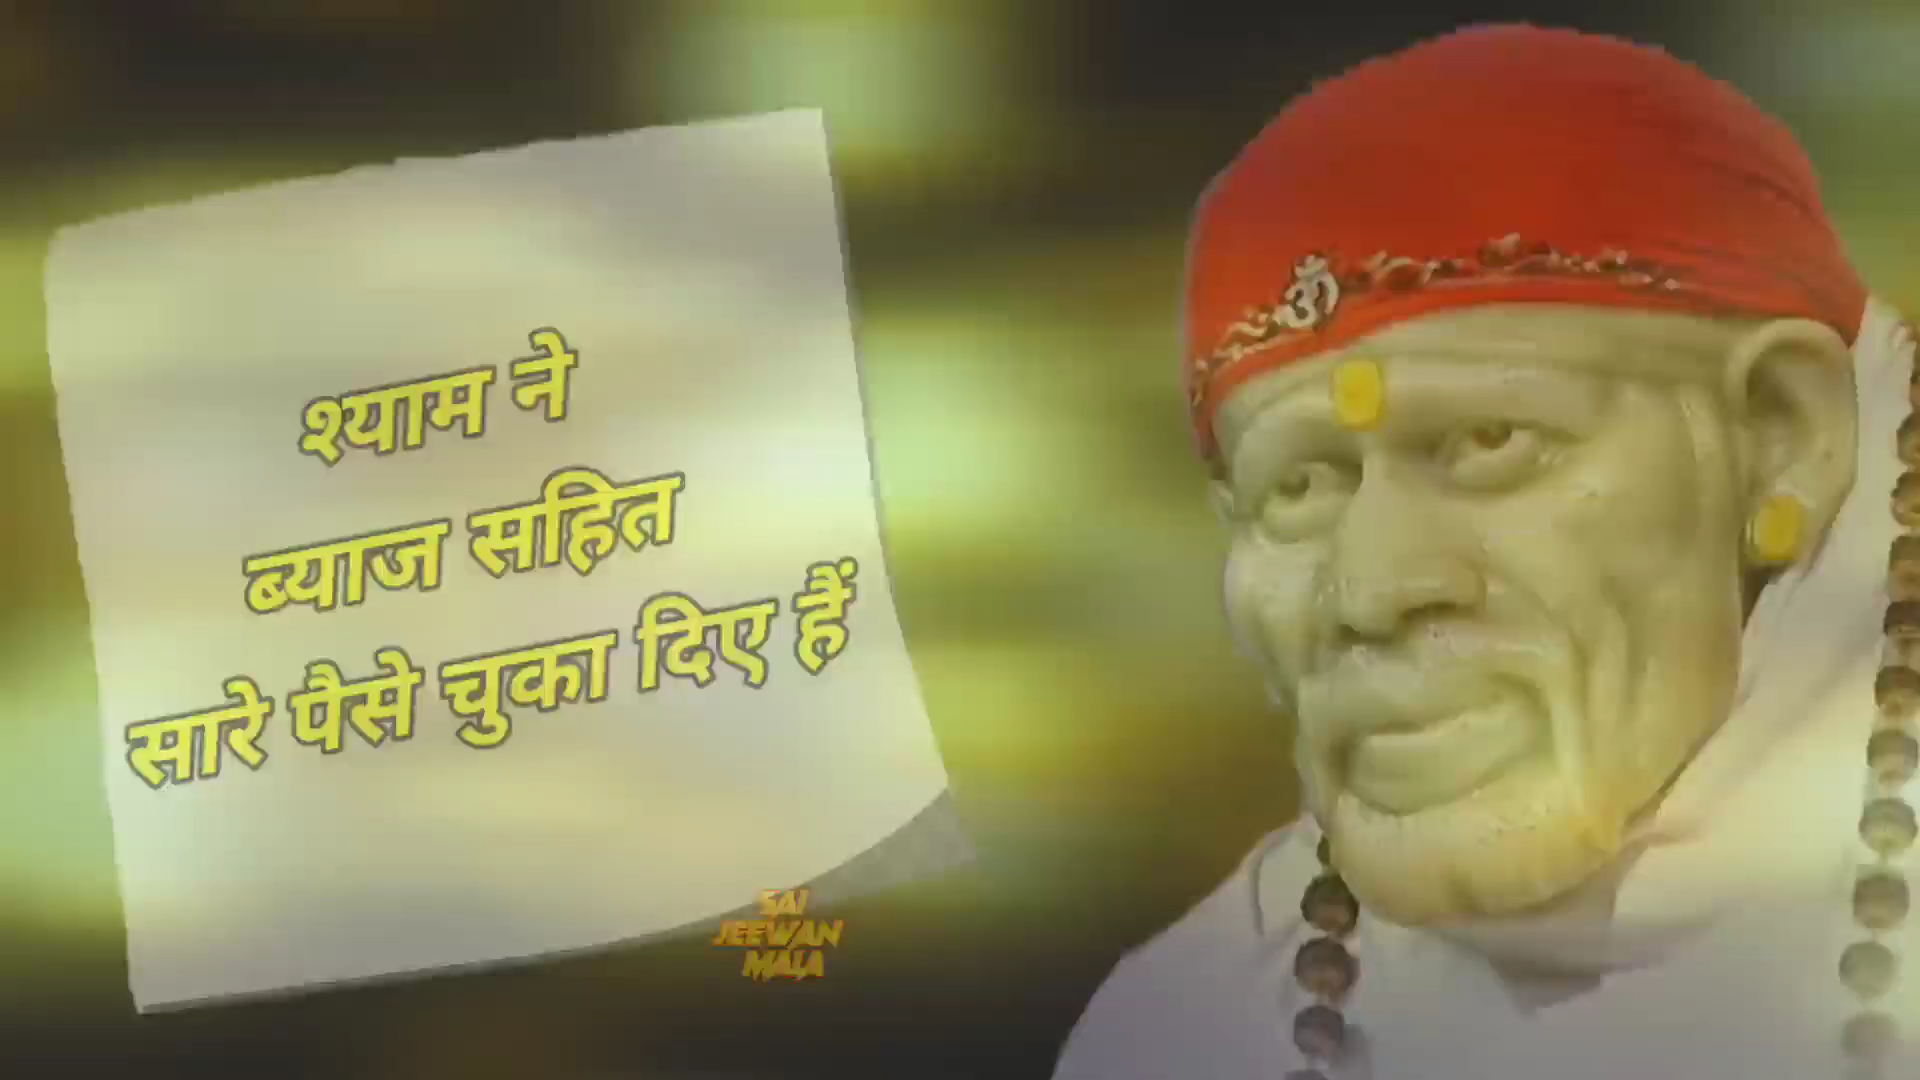 श्याम ने
ब्याज सहित
सारे पैसे चुका दिए हैं
ॐ
SAI
JEEWAN
MALA